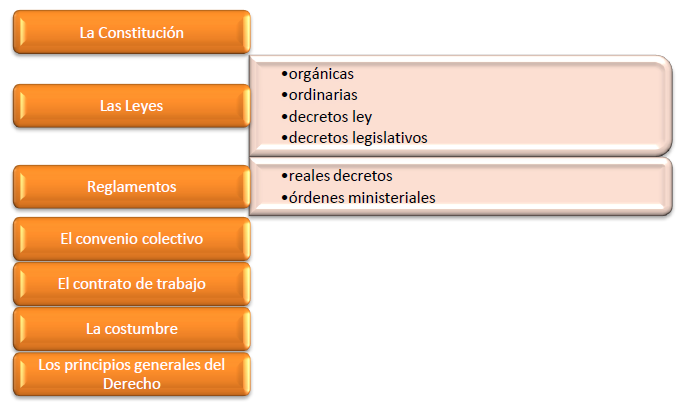 La Constitución
Las Leyes
•orgánicas
•ordinarias
•decretos ley
•decretos legislativos
Reglamentos
•reales decretos
•órdenes ministeriales
El convenio colectivo
El contrato de trabajo
La costumbre
Los principios generales del
Derecho